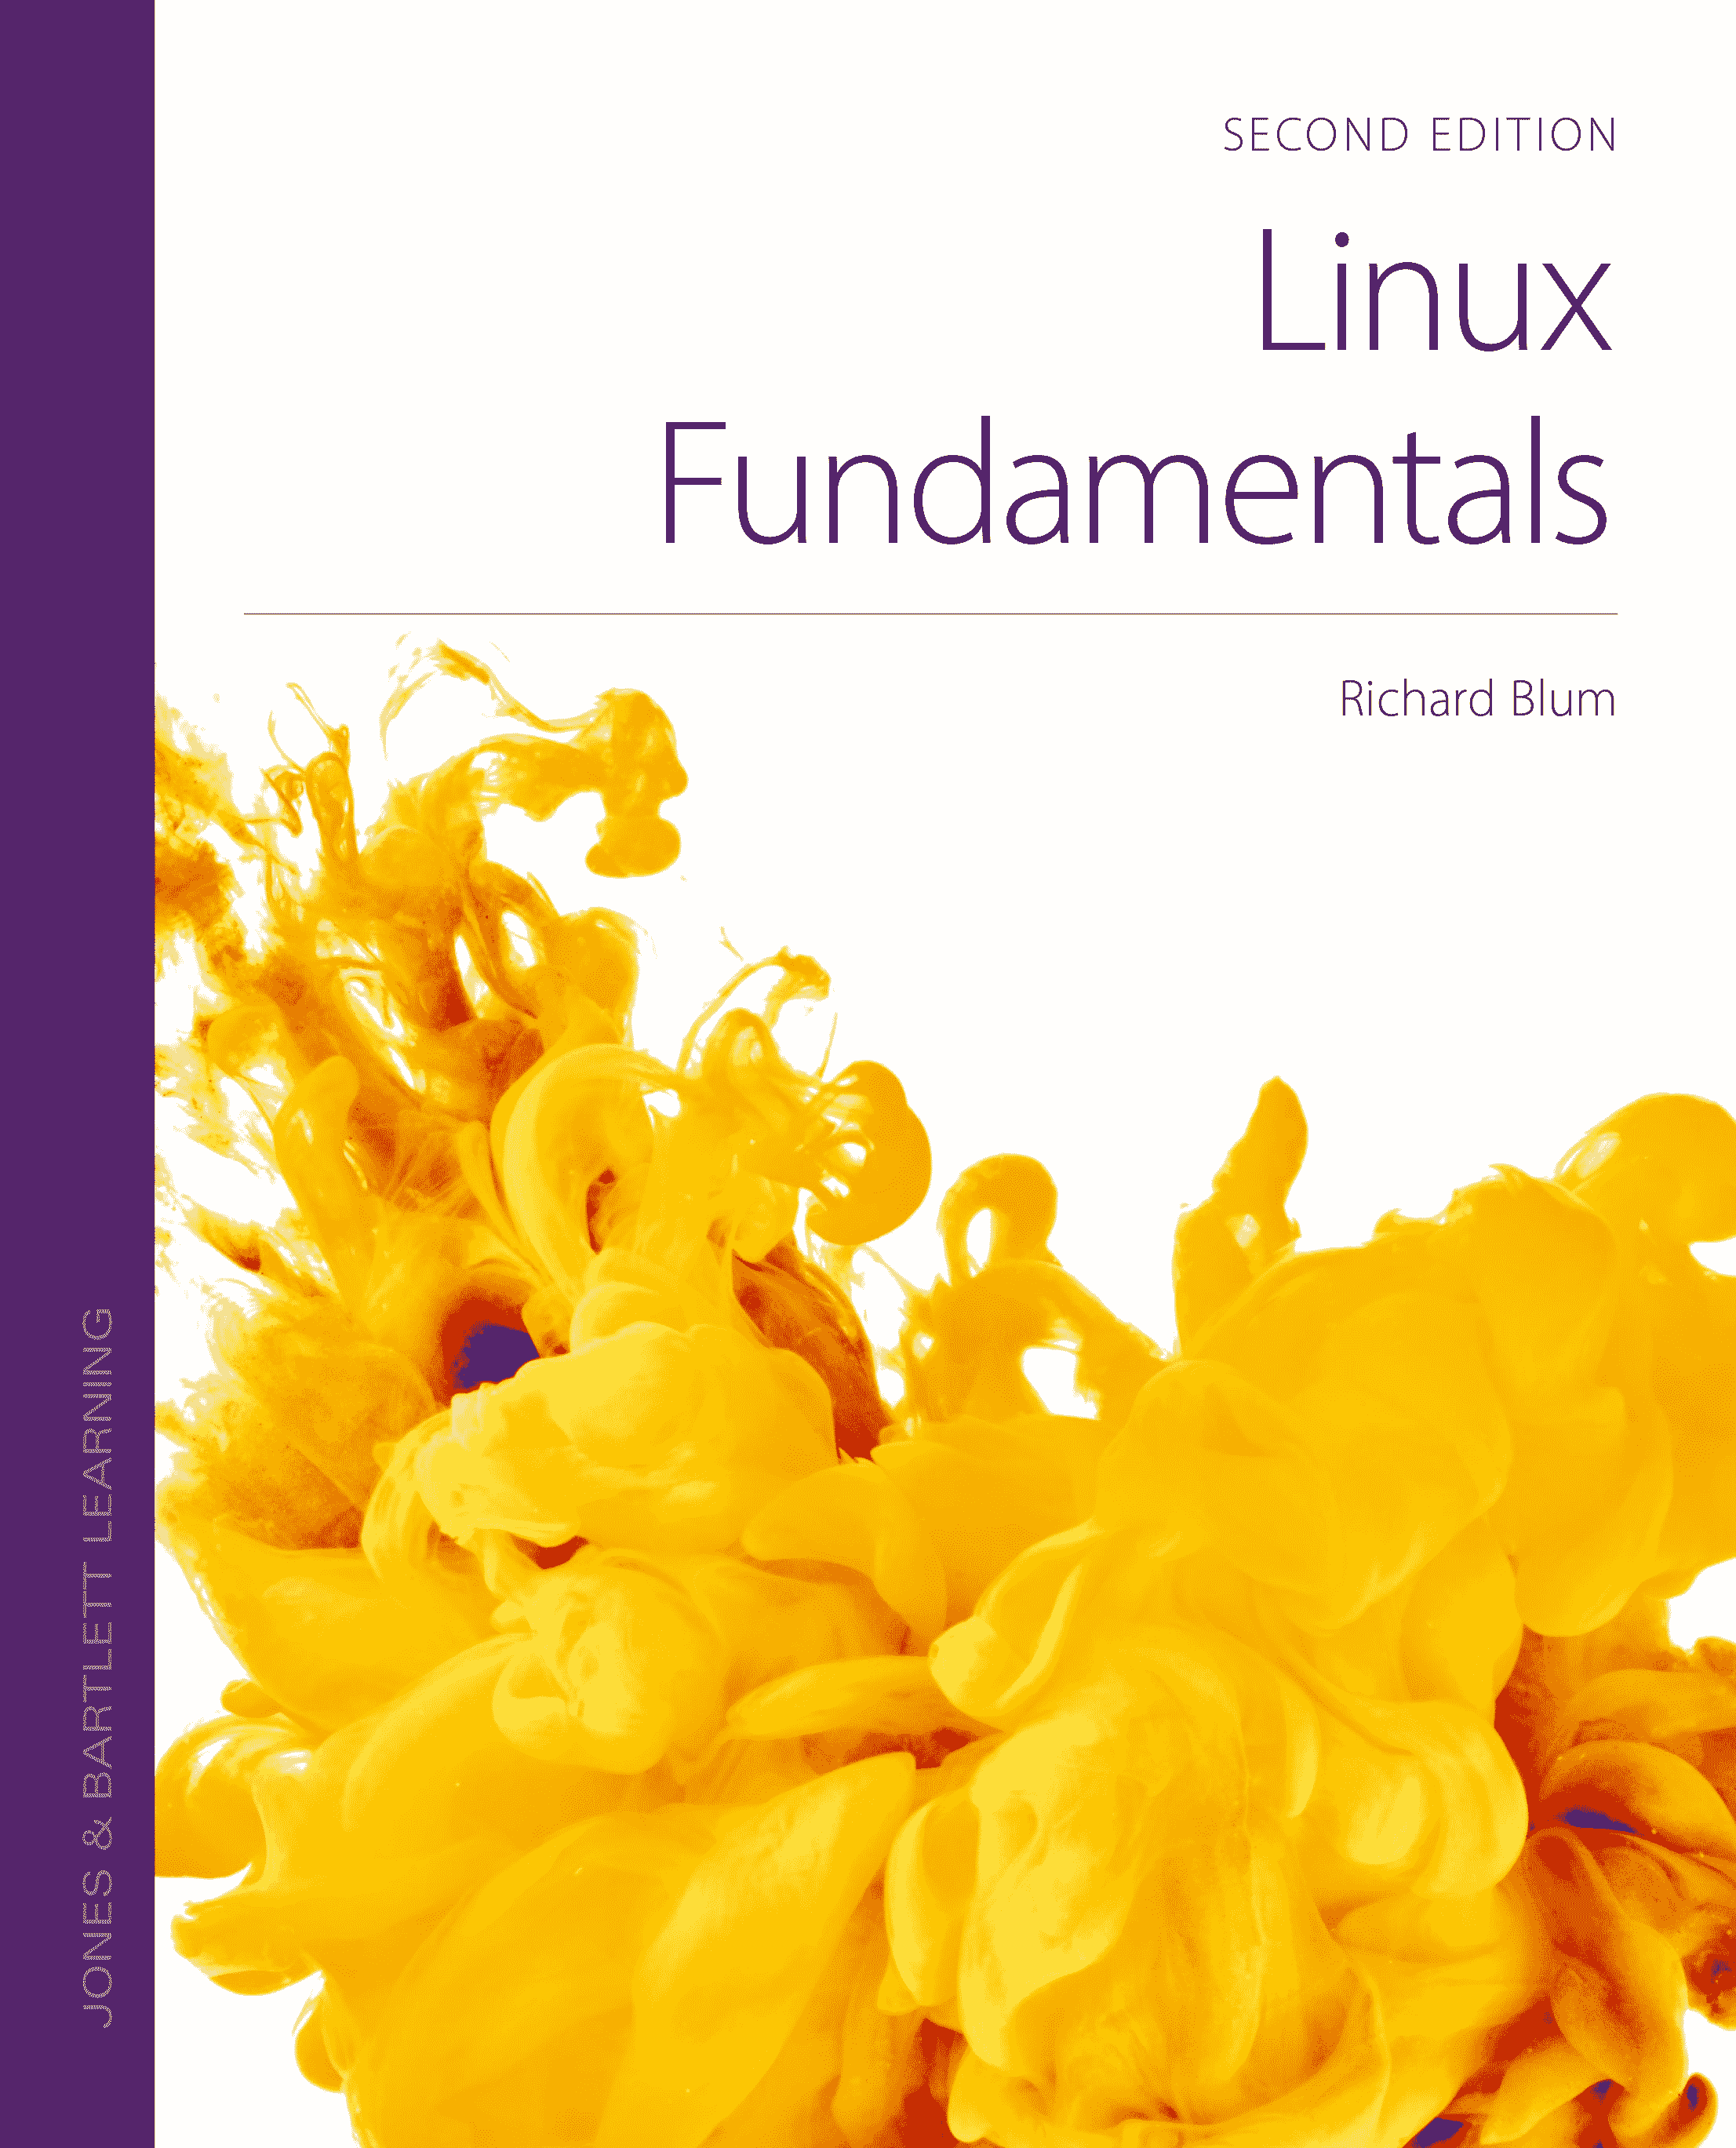 SECOND EDITION
Linux
Fundamentals
Richard Blum
JONES & BARTLETT LEARNING